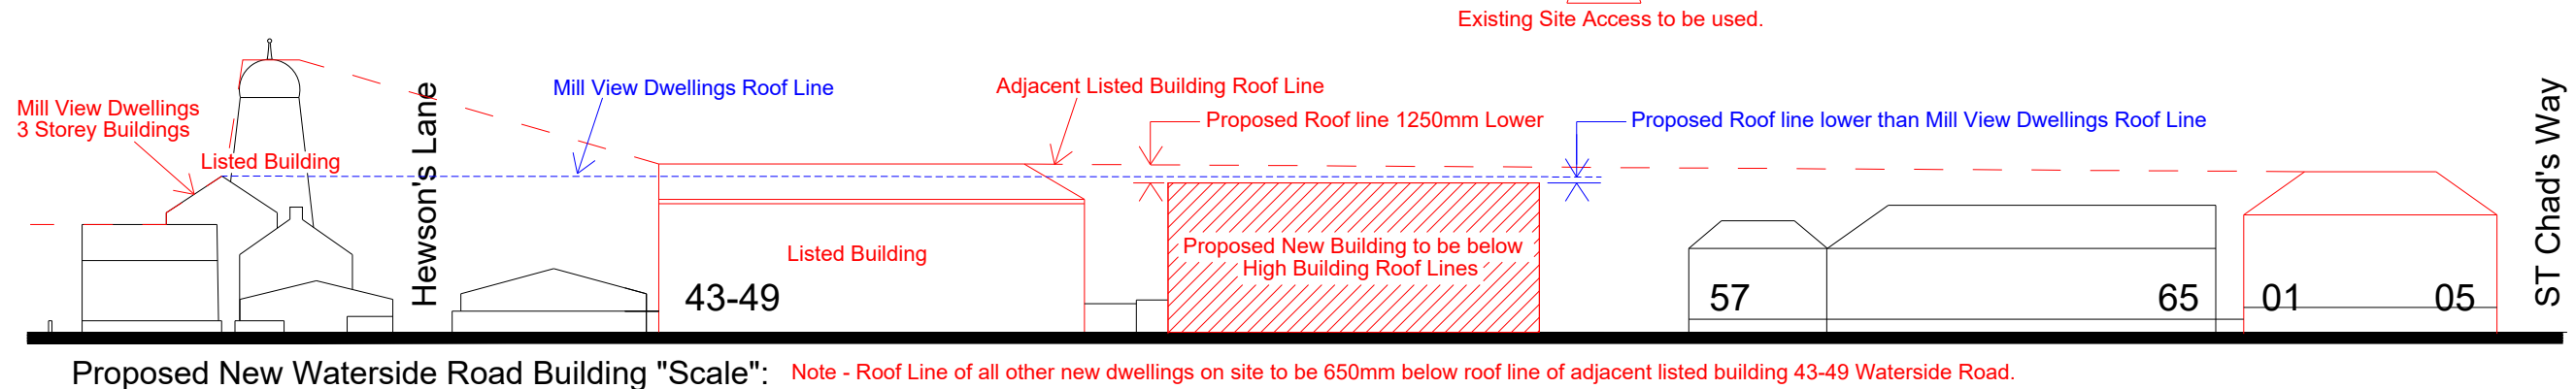 Existing Site Access to be used.
Mill View Dwellings
3 Storey Buildings
Listed Building
Hewson's Lane
Mill View Dwellings Roof Line
Adjacent Listed Building Roof Line
Proposed Roof line 1250mm Lower
Proposed Roof line lower than Mill View Dwellings Roof Line
ST Chad's Way
Listed Building
43-49
Proposed New Building to be below
High Building Roof Lines
57
65
01
05
Proposed New Waterside Road Building "Scale":
Note - Roof Line of all other new dwellings on site to be 650mm below roof line of adjacent listed building 43-49 Waterside Road.